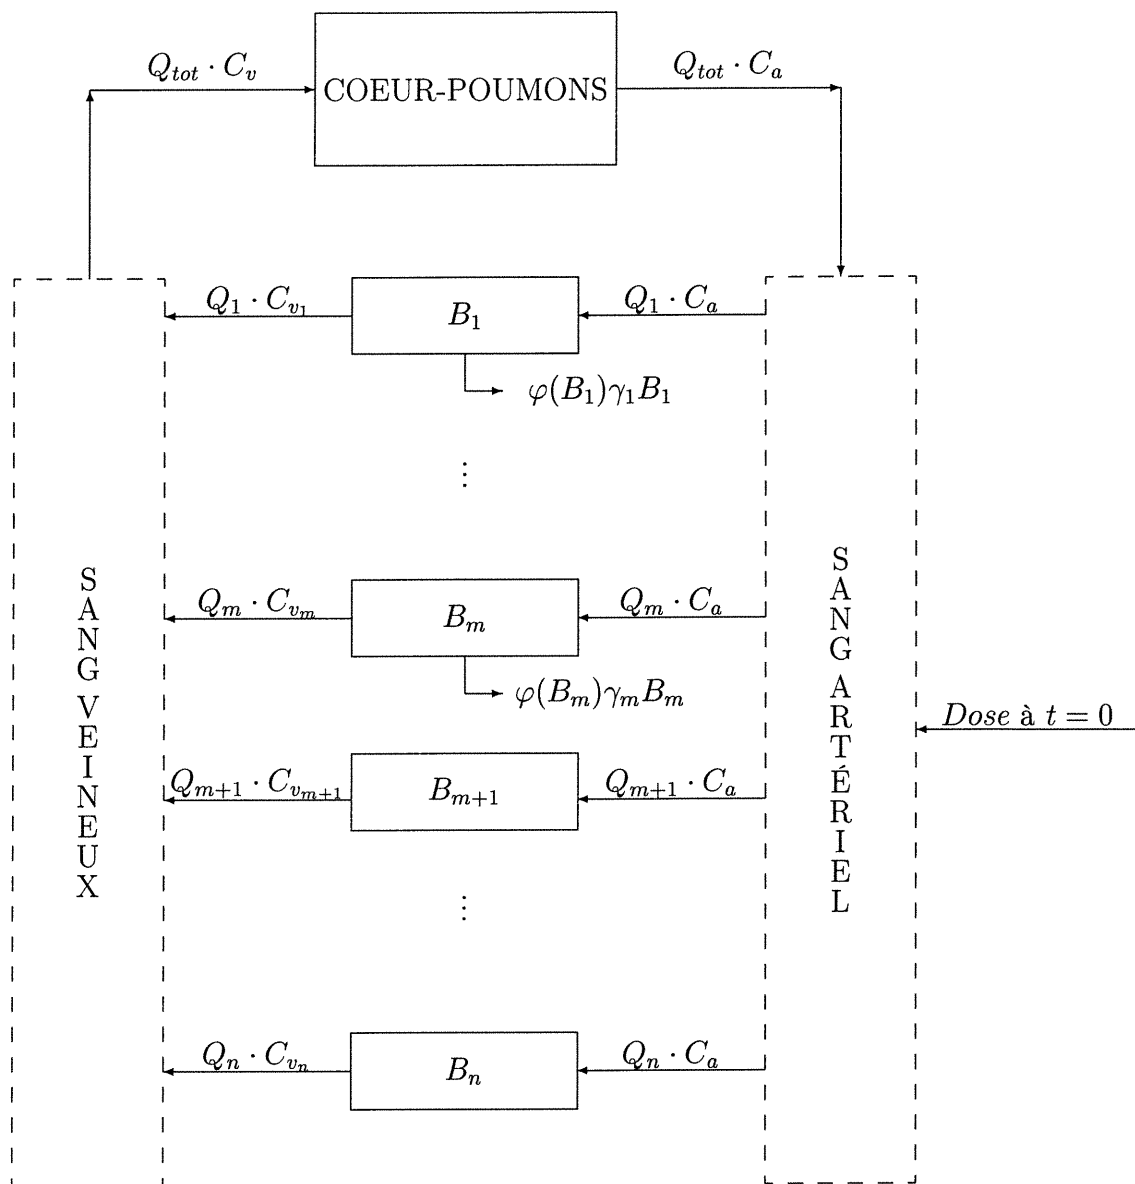 Q_{tot} · C_v
COEUR-POUMONS
Q_{tot} · C_a
Q_1 · C_{v_1}
B_1
Q_1 · C_a
φ(B_1)γ_1B_1
⋮
SANG VEINEUX
Q_m · C_{v_m}
B_m
Q_m · C_a
φ(B_m)γ_mB_m
SANG ARTÉRIEL
Dose à t = 0
Q_{m+1} · C_{v_{m+1}}
B_{m+1}
Q_{m+1} · C_a
⋮
Q_n · C_{v_n}
B_n
Q_n · C_a